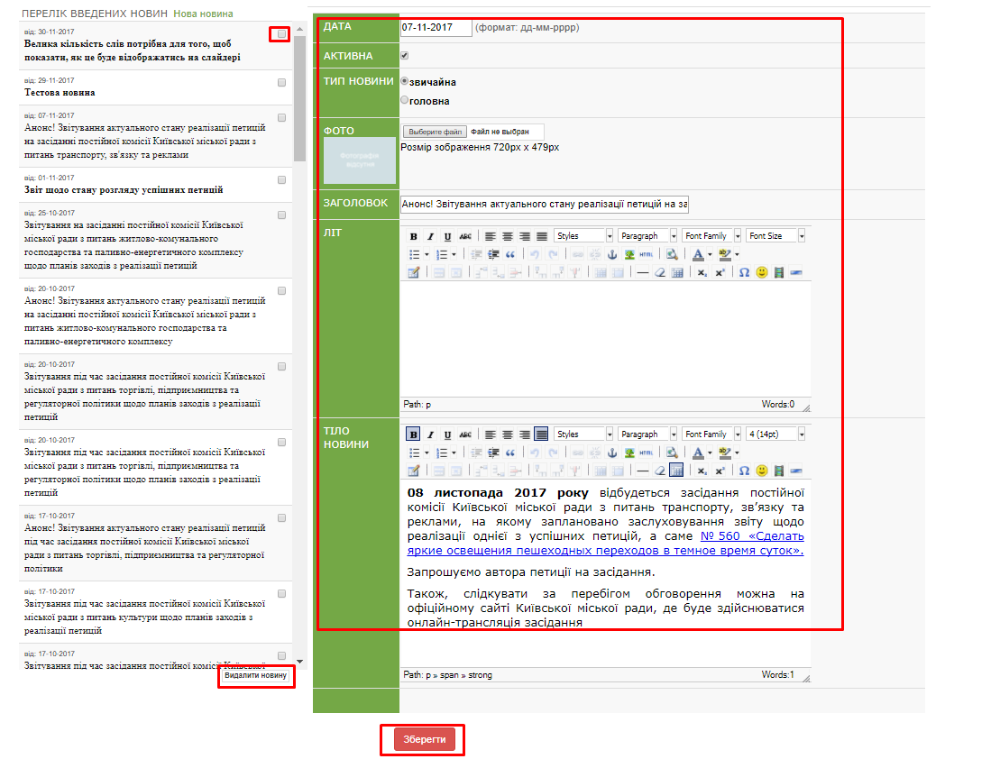 ПЕРЕЛІК ВВЕДЕНИХ НОВИН Нова новина
від: 30-11-2017
Велика кількість слів потрібна для того, щоб
показати, як це буде відображатись на слайдері
від: 29-11-2017
Тестова новина
від: 07-11-2017
Анонс! Звітування актуального стану реалізації петицій
на засіданні постійної комісії Київської міської ради з
питань транспорту, зв'язку та реклами
від: 01-11-2017
Звіт щодо стану розгляду успішних петицій
від: 25-10-2017
Звітування на засіданні постійної комісії Київської
міської ради з питань житлово-комунального
господарства та паливно-енергетичного комплексу
щодо планів заходів з реалізації петицій
від: 20-10-2017
Анонс! Звітування актуального стану реалізації петицій
на засіданні постійної комісії Київської міської ради з
питань житлово-комунального господарства та
паливно-енергетичного комплексу
від: 20-10-2017
Звітування під час засідання постійної комісії Київської
міської ради з питань торгівлі, підприємництва та
регуляторної політики щодо планів заходів з реалізації
петицій
від: 20-10-2017
Звітування під час засідання постійної комісії Київської
міської ради з питань торгівлі, підприємництва та
регуляторної політики щодо планів заходів з реалізації
петицій
від: 17-10-2017
Анонс! Звітування актуального стану реалізації петицій
під час засідання постійної комісії Київської міської
ради з питань торгівлі, підприємництва та регуляторної
політики
від: 17-10-2017
Звітування під час засідання постійної комісії Київської
міської ради з питань культури щодо планів заходів з
реалізації петицій
від: 17-10-2017
Звітування під час засідання постійної комісії Київської
Видалити новину
ДАТА 07-11-2017 (формат: дд-мм-рррр)
АКТИВНА
ТИП НОВИНИ звичайна
головна
ФОТО Выберите файл Файл не выбран
Розмір зображення 720px x 479px
Фотографія
відсутня
ЗАГОЛОВОК Анонс! Звітування актуального стану реалізації петицій на за
ЛІТ
B I U ABC Styles Paragraph Font Family Font Size
HTML A ab
x₂ x² Ω
Path: p Words:0
ТІЛО
НОВИНИ
B I U ABC Styles Paragraph Font Family 4 (14pt)
HTML A ab
x₂ x² Ω
08 листопада 2017 року відбудеться засідання постійної
комісії Київської міської ради з питань транспорту, зв’язку та
реклами, на якому заплановано заслуховування звіту щодо
реалізації однієї з успішних петицій, а саме №560 «Сделать
яркие освещения пешеходных переходов в темное время суток».
Запрошуємо автора петиції на засідання.
Також, слідкувати за перебігом обговорення можна на
офіційному сайті Київської міської ради, де буде здійснюватися
онлайн-трансляція засідання
Path: p » span » strong Words:1
Зберегти